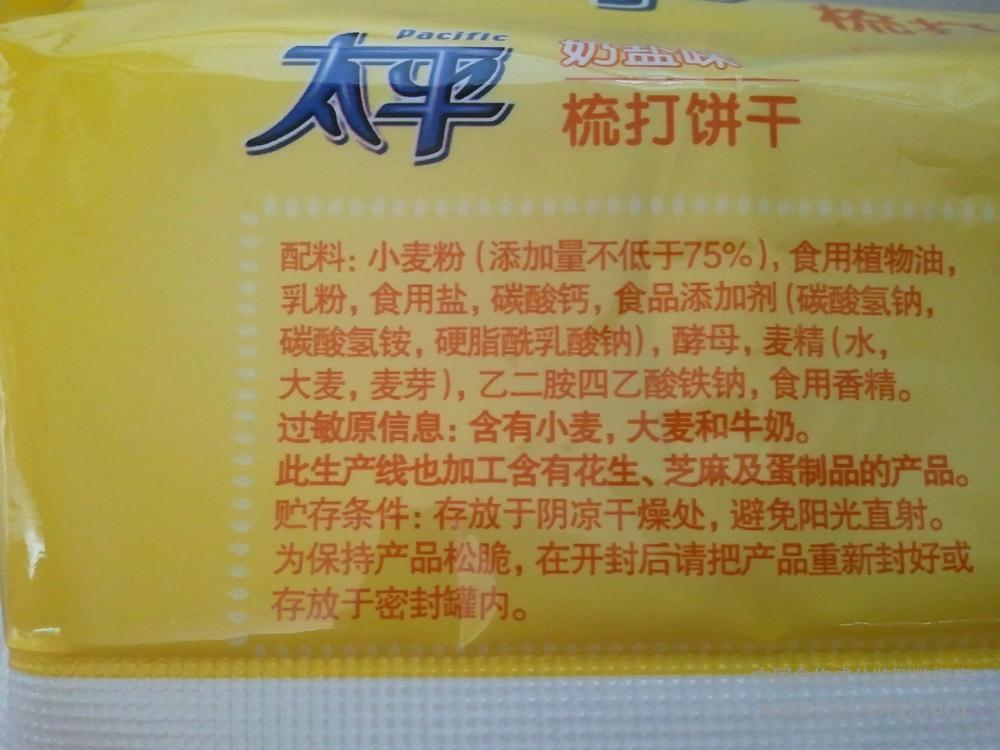 Pacific
太平
奶盐味
梳打饼干
配料：小麦粉（添加量不低于75%），食用植物油，
乳粉，食用盐，碳酸钙，食品添加剂（碳酸氢钠，
碳酸氢铵，硬脂酰乳酸钠），酵母，麦精（水，
大麦，麦芽），乙二胺四乙酸铁钠，食用香精。
过敏原信息：含有小麦，大麦和牛奶。
此生产线也加工含有花生、芝麻及蛋制品的产品。
贮存条件：存放于阴凉干燥处，避免阳光直射。
为保持产品松脆，在开封后请把产品重新封好或
存放于密封罐内。